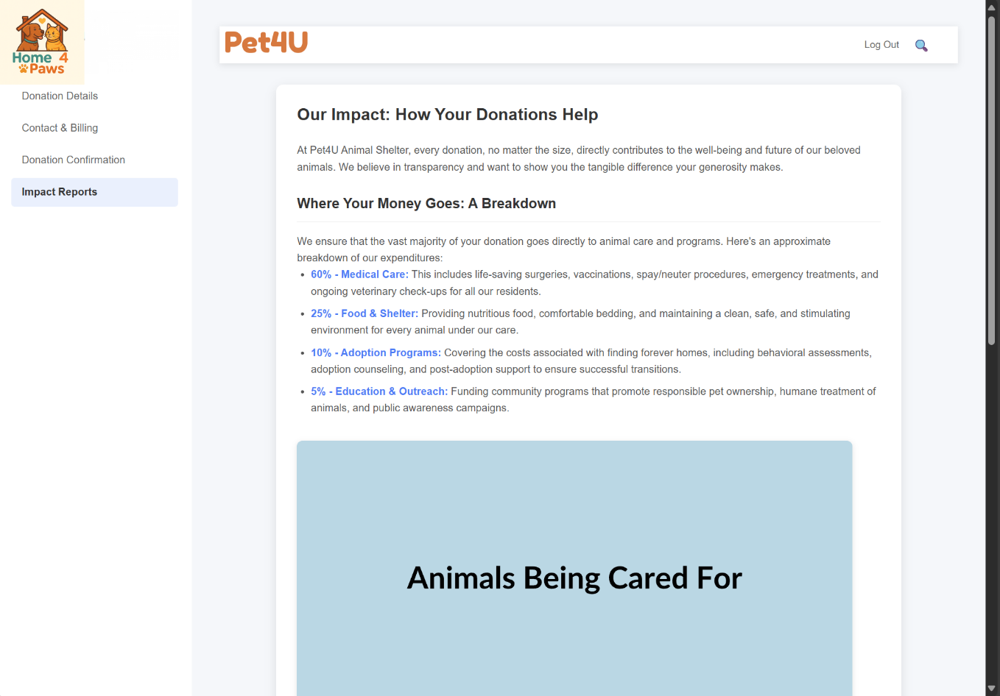 Home 4
Paws
Donation Details
Contact & Billing
Donation Confirmation
Impact Reports
Pet4U
Log Out
Our Impact: How Your Donations Help
At Pet4U Animal Shelter, every donation, no matter the size, directly contributes to the well-being and future of our beloved
animals. We believe in transparency and want to show you the tangible difference your generosity makes.
Where Your Money Goes: A Breakdown
We ensure that the vast majority of your donation goes directly to animal care and programs. Here's an approximate
breakdown of our expenditures:
• 60% - Medical Care: This includes life-saving surgeries, vaccinations, spay/neuter procedures, emergency treatments, and
ongoing veterinary check-ups for all our residents.
• 25% - Food & Shelter: Providing nutritious food, comfortable bedding, and maintaining a clean, safe, and stimulating
environment for every animal under our care.
• 10% - Adoption Programs: Covering the costs associated with finding forever homes, including behavioral assessments,
adoption counseling, and post-adoption support to ensure successful transitions.
• 5% - Education & Outreach: Funding community programs that promote responsible pet ownership, humane treatment of
animals, and public awareness campaigns.
Animals Being Cared For